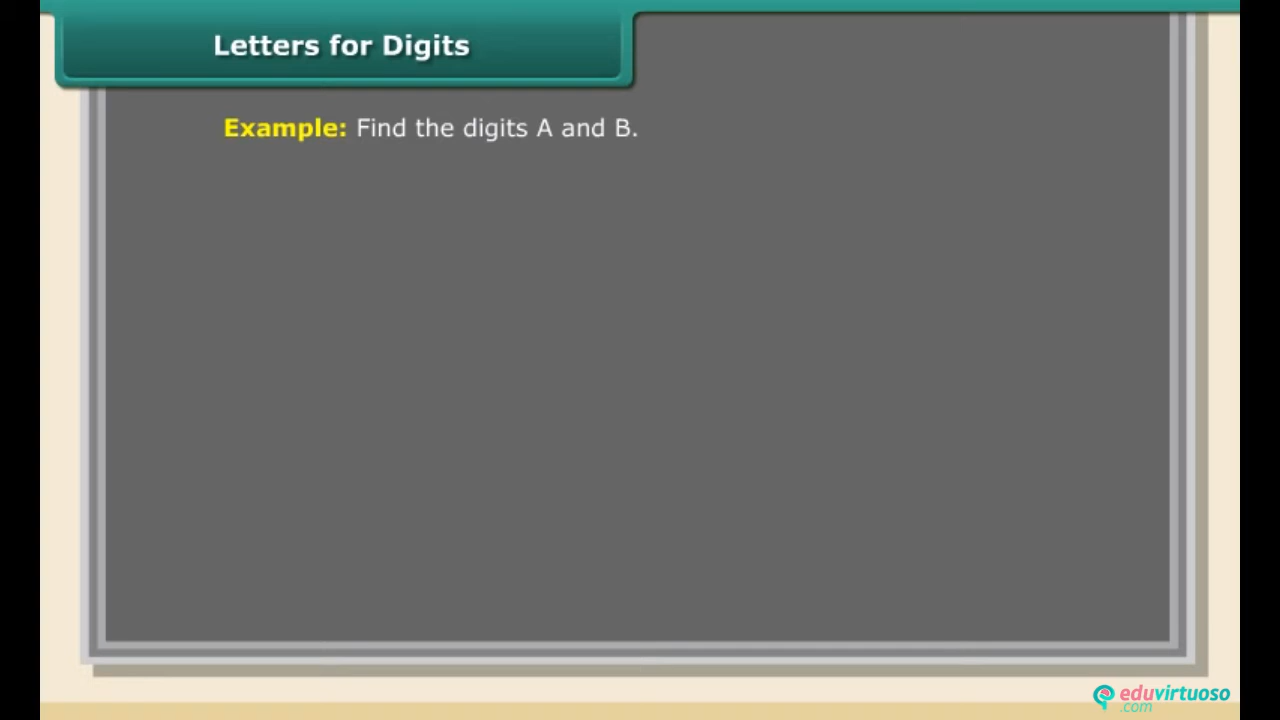 Letters for Digits
Example: Find the digits A and B.
eduvirtuoso
.com